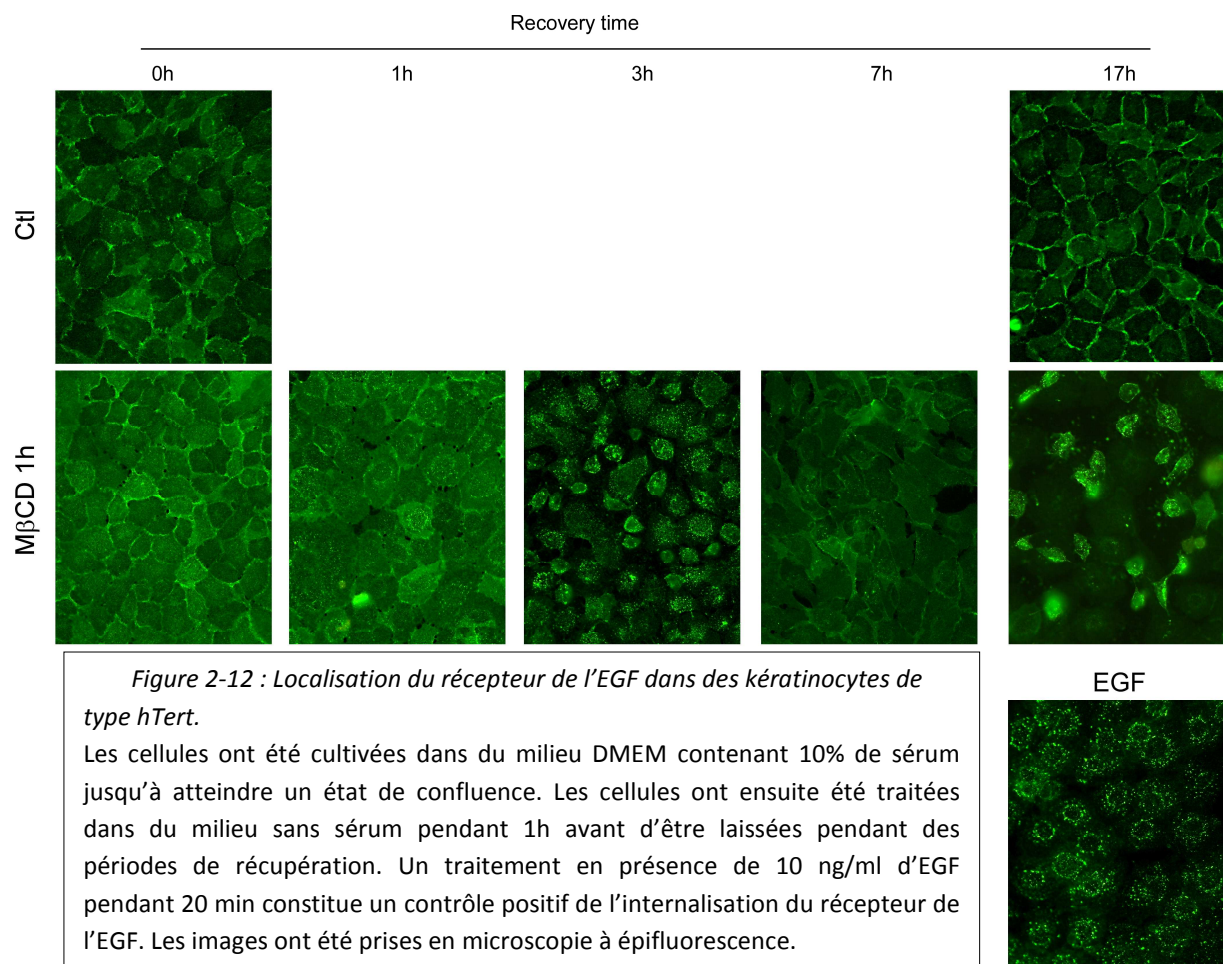 Recovery time
0h 1h 3h 7h 17h
Ctl
MβCD 1h
EGF
Figure 2-12 : Localisation du récepteur de l’EGF dans des kératinocytes de
type hTert.
Les cellules ont été cultivées dans du milieu DMEM contenant 10% de sérum
jusqu’à atteindre un état de confluence. Les cellules ont ensuite été traitées
dans du milieu sans sérum pendant 1h avant d’être laissées pendant des
périodes de récupération. Un traitement en présence de 10 ng/ml d’EGF
pendant 20 min constitue un contrôle positif de l’internalisation du récepteur de
l’EGF. Les images ont été prises en microscopie à épifluorescence.